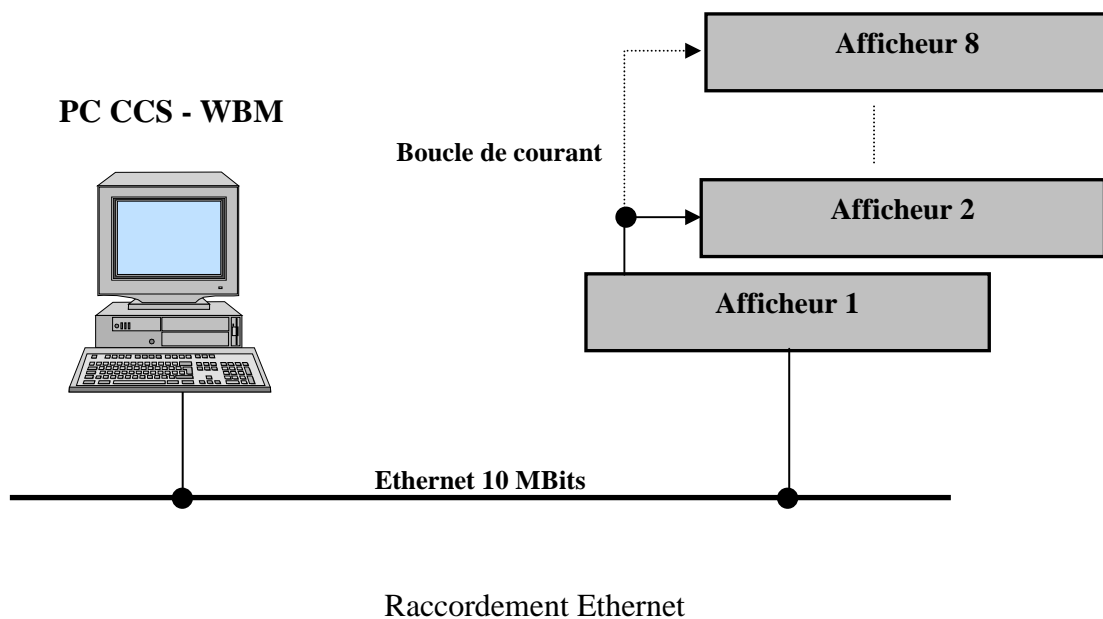 Afficheur 8
PC CCS - WBM
Boucle de courant
Afficheur 2
Afficheur 1
Ethernet 10 MBits
Raccordement Ethernet